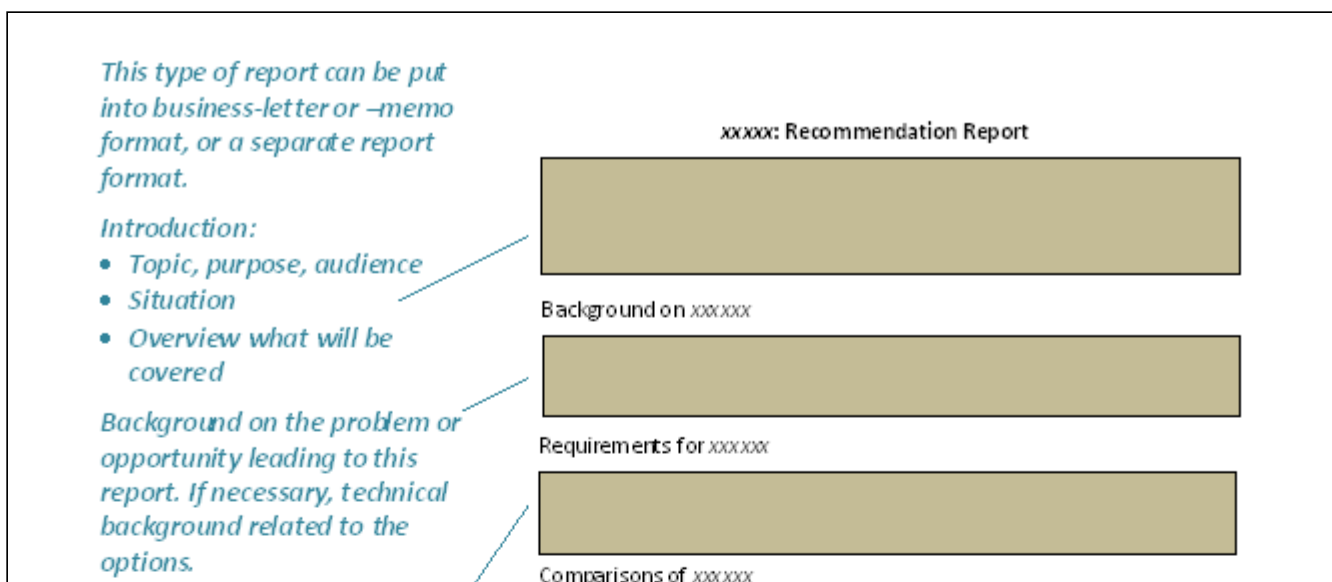 This type of report can be put
into business-letter or –memo
format, or a separate report
format.
Introduction:
• Topic, purpose, audience
• Situation
• Overview what will be
covered
Background on the problem or
opportunity leading to this
report. If necessary, technical
background related to the
options.
xxxxx: Recommendation Report
Background on xxxxxx
Requirements for xxxxxx
Comparisons of xxxxxx